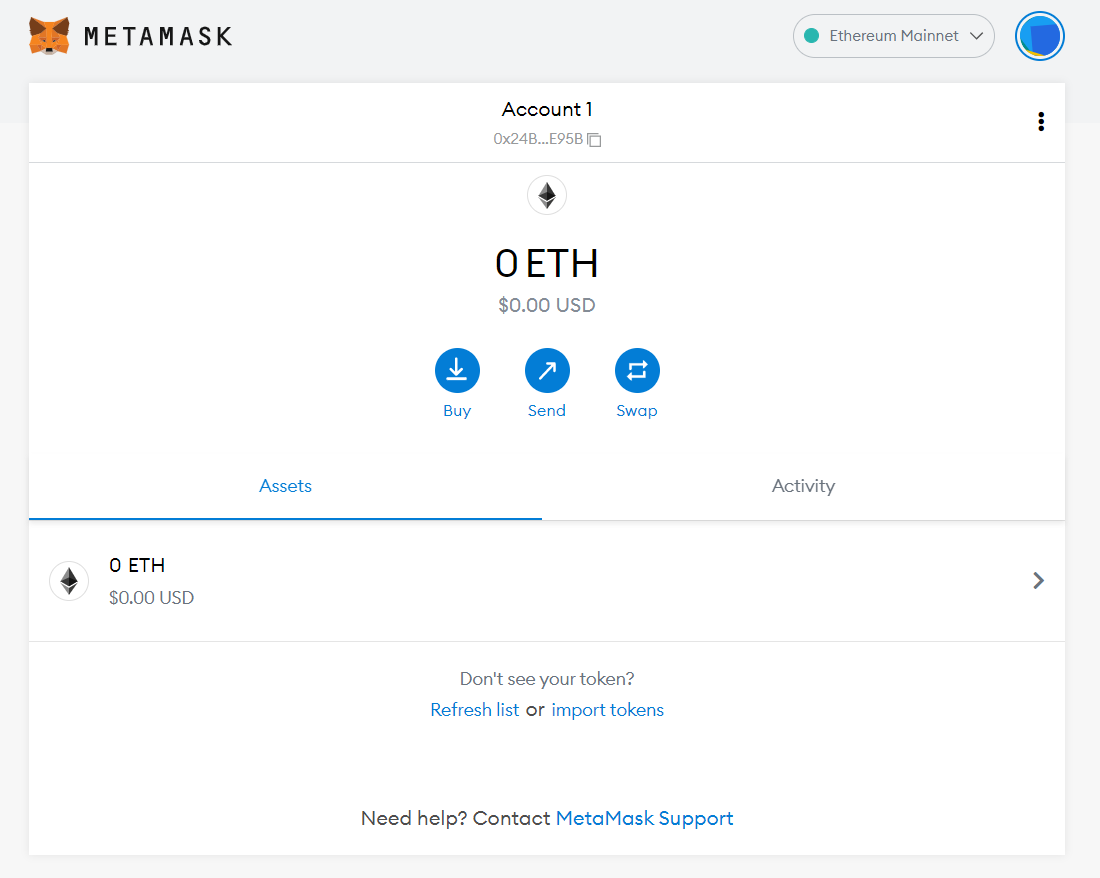 METAMASK
Ethereum Mainnet
Account 1
0x24B...E95B
0 ETH
$0.00 USD
Buy Send Swap
Assets Activity
0 ETH
$0.00 USD
Don't see your token?
Refresh list or import tokens
Need help? Contact MetaMask Support